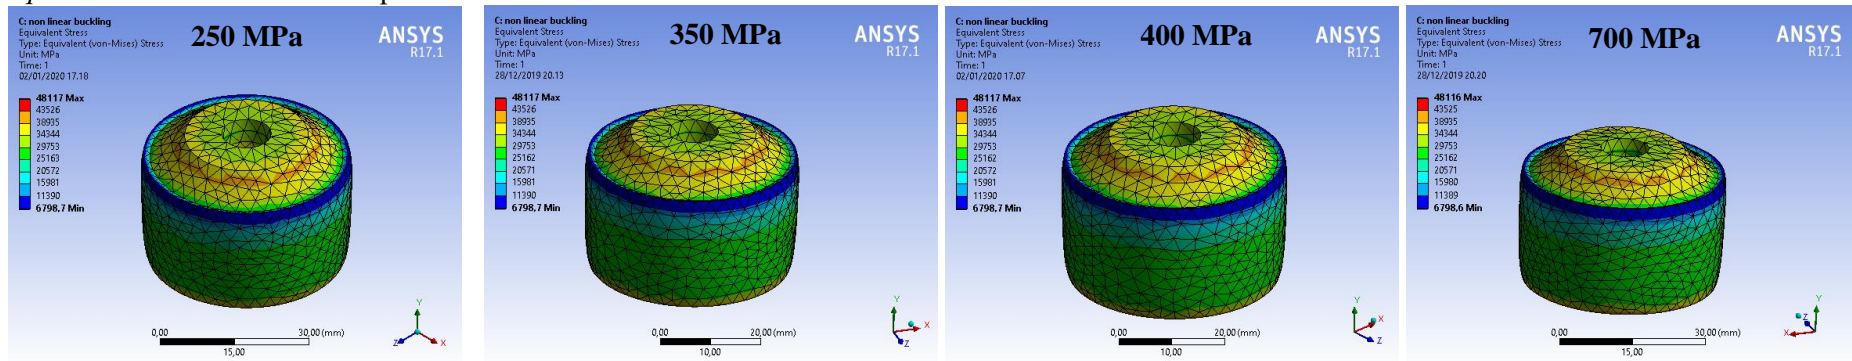 C: non linear buckling
Equivalent Stress
Type: Equivalent (von-Mises) Stress
Unit: MPa
Time: 1
02/01/2020 17.18
250 MPa
ANSYS
R17.1
48117 Max
43526
38935
34344
29753
25163
20572
15981
11390
6798,7 Min
0,00
30,00 (mm)
15,00
Y
Z
X
C: non linear buckling
Equivalent Stress
Type: Equivalent (von-Mises) Stress
Unit: MPa
Time: 1
28/12/2019 20.13
350 MPa
ANSYS
R17.1
48117 Max
43526
38935
34344
29753
25162
20572
15981
11390
6798,7 Min
0,00
20,00 (mm)
10,00
Y
X
Z
C: non linear buckling
Equivalent Stress
Type: Equivalent (von-Mises) Stress
Unit: MPa
Time: 1
02/01/2020 17.07
400 MPa
ANSYS
R17.1
48117 Max
43526
38935
34344
29753
25162
20572
15981
11390
6798,7 Min
0,00
20,00 (mm)
10,00
Y
X
Z
C: non linear buckling
Equivalent Stress
Type: Equivalent (von-Mises) Stress
Unit: MPa
Time: 1
28/12/2019 20.20
700 MPa
ANSYS
R17.1
48116 Max
43525
38935
34344
29753
25162
20571
15980
11389
6798,6 Min
0,00
30,00 (mm)
15,00
Y
Z
X